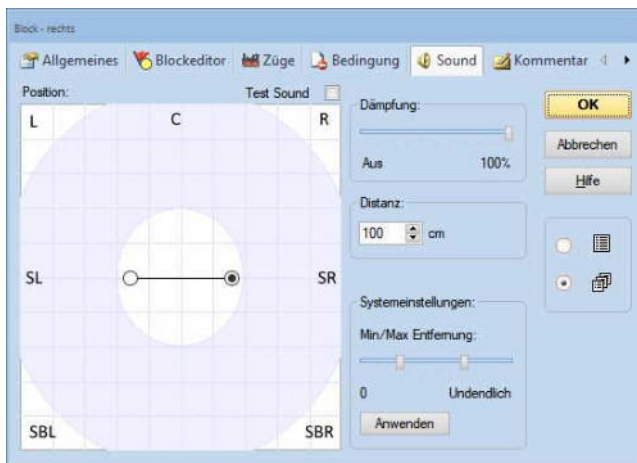 Block - rechts
Allgemeines Blockeditor Züge Bedingung Sound Kommentar
Position: Test Sound
L C R
SL SR
SBL SBR
Dämpfung:
Aus 100%
Distanz:
100 cm
Systemeinstellungen:
Min/Max Entfernung:
0 Undendlich
Anwenden
OK
Abbrechen
Hilfe